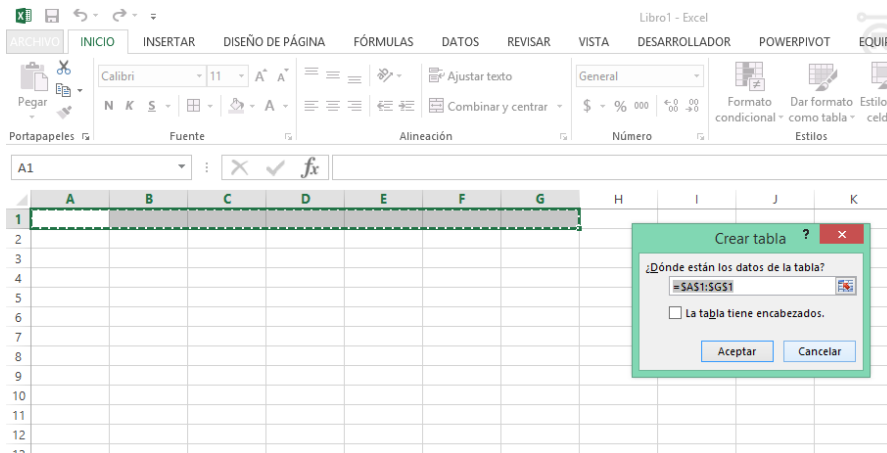 Libro1 - Excel
ARCHIVO INICIO INSERTAR DISEÑO DE PÁGINA FÓRMULAS DATOS REVISAR VISTA DESARROLLADOR POWERPIVOT
Calibri 11 A A Ajustar texto General
Pegar N K S A Combinar y centrar $ % 000 Formato condicional Dar formato como tabla
Portapapeles Fuente Alineación Número Estilos
A1 fx
A B C D E F G H I J K
1
2
3
4
5
6
7
8
9
10
11
12
Crear tabla ? ×
¿Dónde están los datos de la tabla?
=$A$1:$G$1
La tabla tiene encabezados.
Aceptar Cancelar